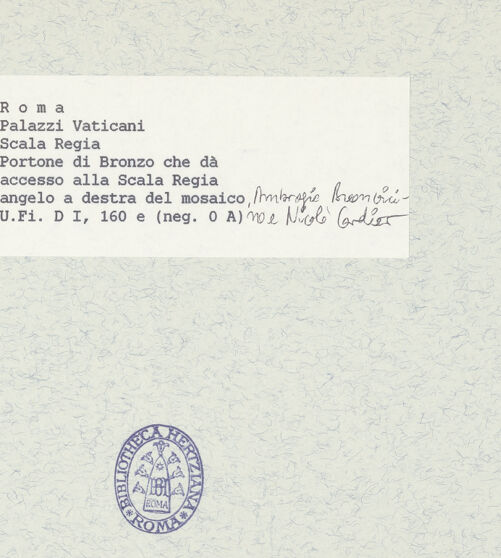 R o m a
Palazzi Vaticani
Scala Regia
Portone di Bronzo che dà
accesso alla Scala Regia
angelo a destra del mosaico, Ambrogio Buonvici-
U.Fi. D I, 160 e (neg. 0 A) no e Nicolò Cordier
BIBLIOTHECA HERTZIANA
BH
ROMA
* ROMA *